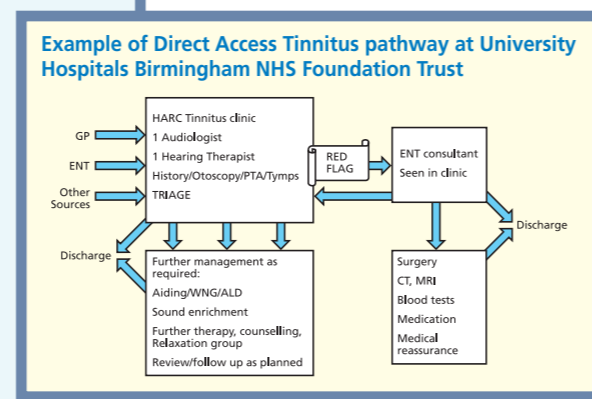 Example of Direct Access Tinnitus pathway at University
Hospitals Birmingham NHS Foundation Trust
GP
ENT
Other
Sources
HARC Tinnitus clinic
1 Audiologist
1 Hearing Therapist
History/Otoscopy/PTA/Tymps
TRIAGE
RED
FLAG
ENT consultant
Seen in clinic
Discharge
Discharge
Further management as
required:
Aiding/WNG/ALD
Sound enrichment
Further therapy, counselling,
Relaxation group
Review/follow up as planned
Surgery
CT, MRI
Blood tests
Medication
Medical
reassurance